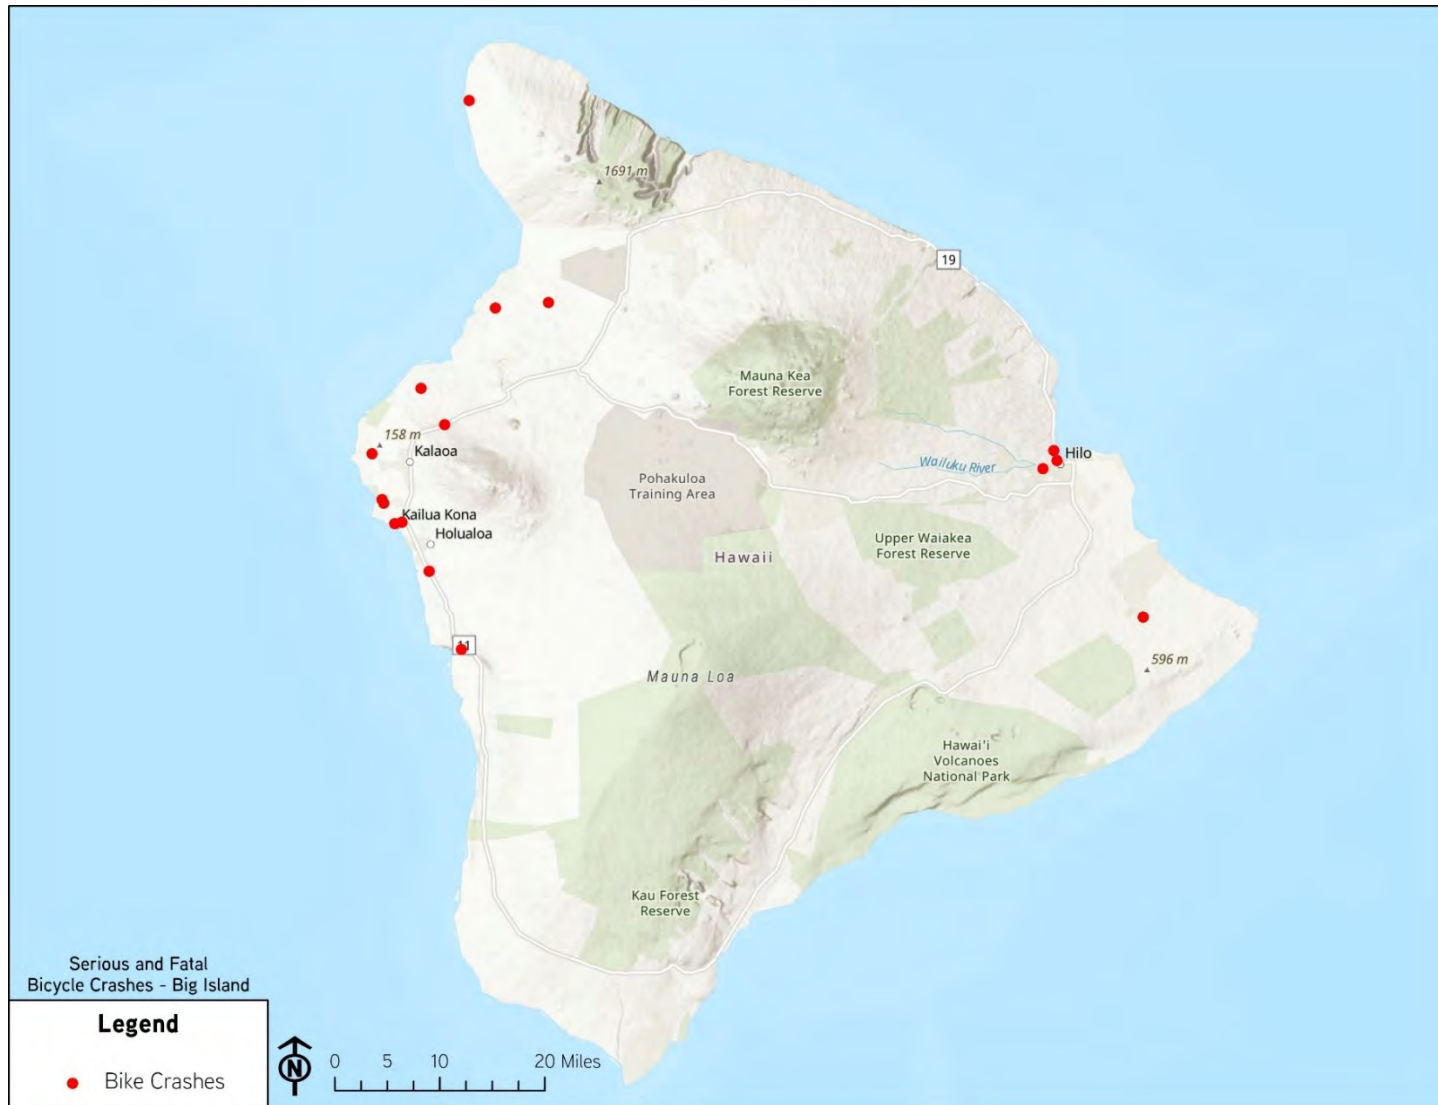 1691 m
19
Mauna Kea
Forest Reserve
158 m
Kalaoa
Hilo
Wailuku River
Pohakuloa
Training Area
Kailua Kona
Holualoa
Upper Waiakea
Forest Reserve
Hawaii
11
596 m
Mauna Loa
Hawai'i
Volcanoes
National Park
Kau Forest
Reserve
Serious and Fatal
Bicycle Crashes - Big Island
Legend
Bike Crashes
N
0 5 10 20 Miles